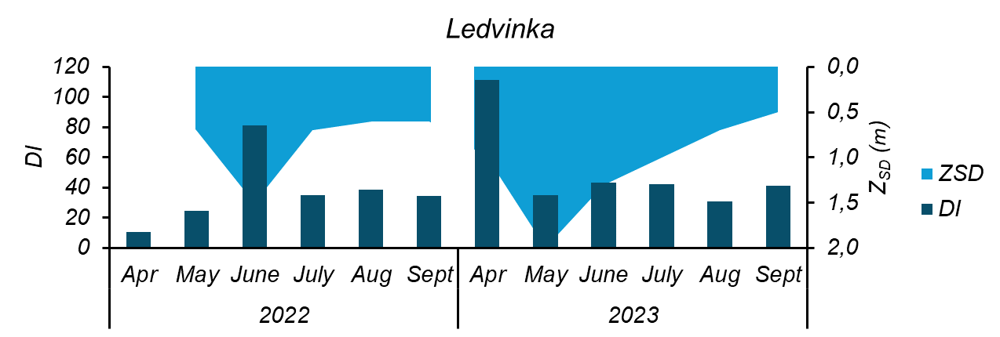 Ledvinka
120
100
80
60
40
20
0
DI
0,0
0,5
1,0
1,5
2,0
ZSD (m)
ZSD
DI
Apr May June July Aug Sept Apr May June July Aug Sept
2022 2023